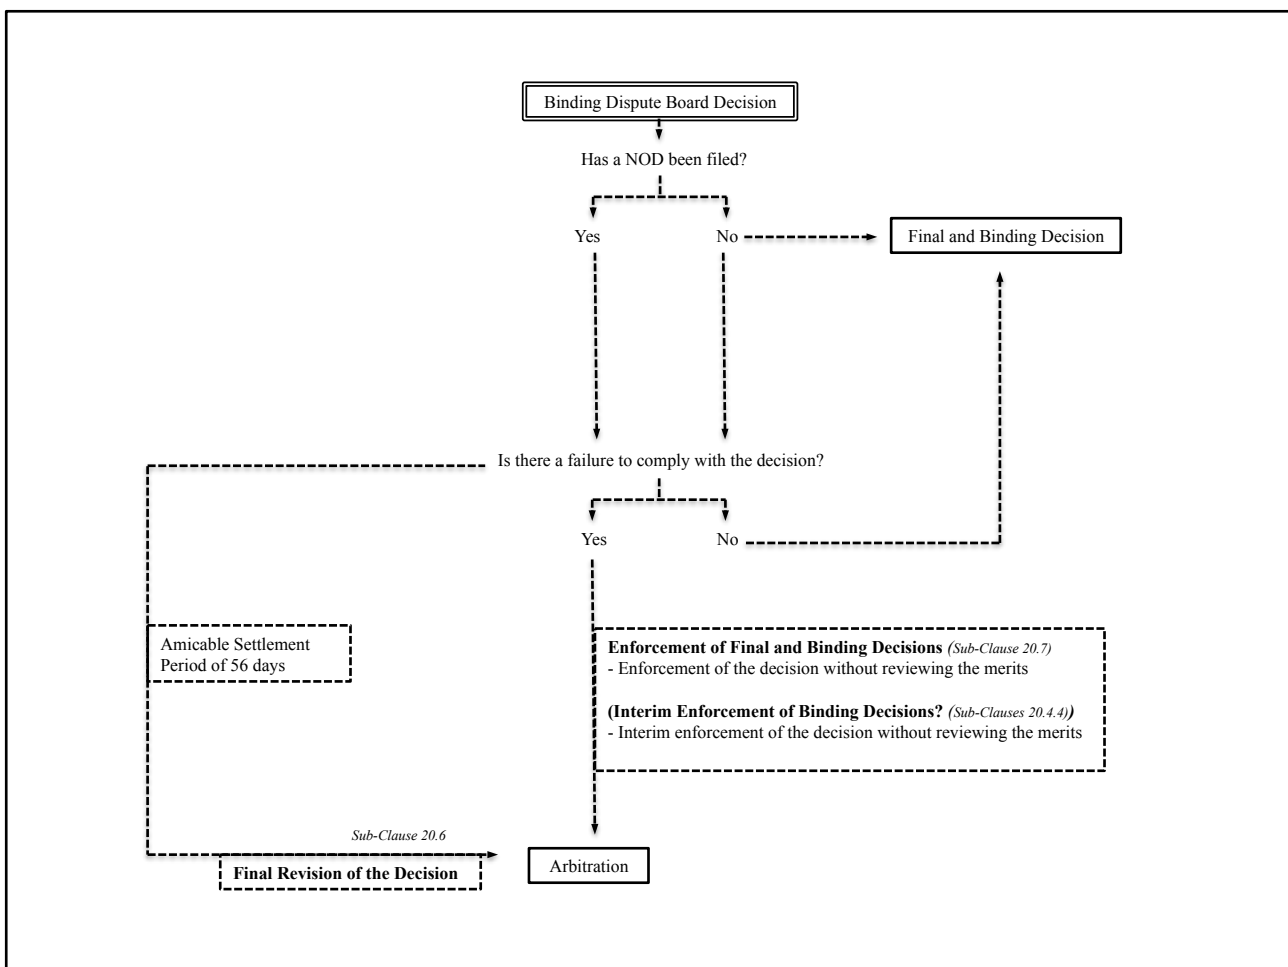 Binding Dispute Board Decision
Has a NOD been filed?
Yes
No
Final and Binding Decision
Is there a failure to comply with the decision?
Yes
No
Amicable Settlement
Period of 56 days
Enforcement of Final and Binding Decisions (Sub-Clause 20.7)
- Enforcement of the decision without reviewing the merits
(Interim Enforcement of Binding Decisions? (Sub-Clauses 20.4.4))
- Interim enforcement of the decision without reviewing the merits
Sub-Clause 20.6
Final Revision of the Decision
Arbitration